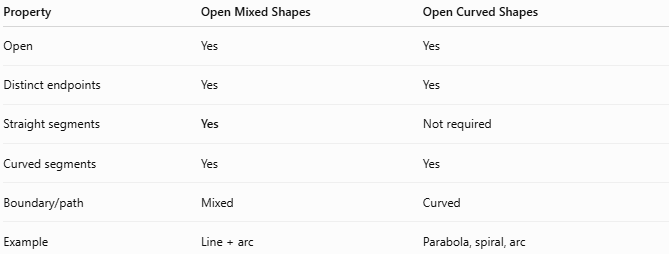 Property Open Mixed Shapes Open Curved Shapes
Open Yes Yes
Distinct endpoints Yes Yes
Straight segments Yes Not required
Curved segments Yes Yes
Boundary/path Mixed Curved
Example Line + arc Parabola, spiral, arc